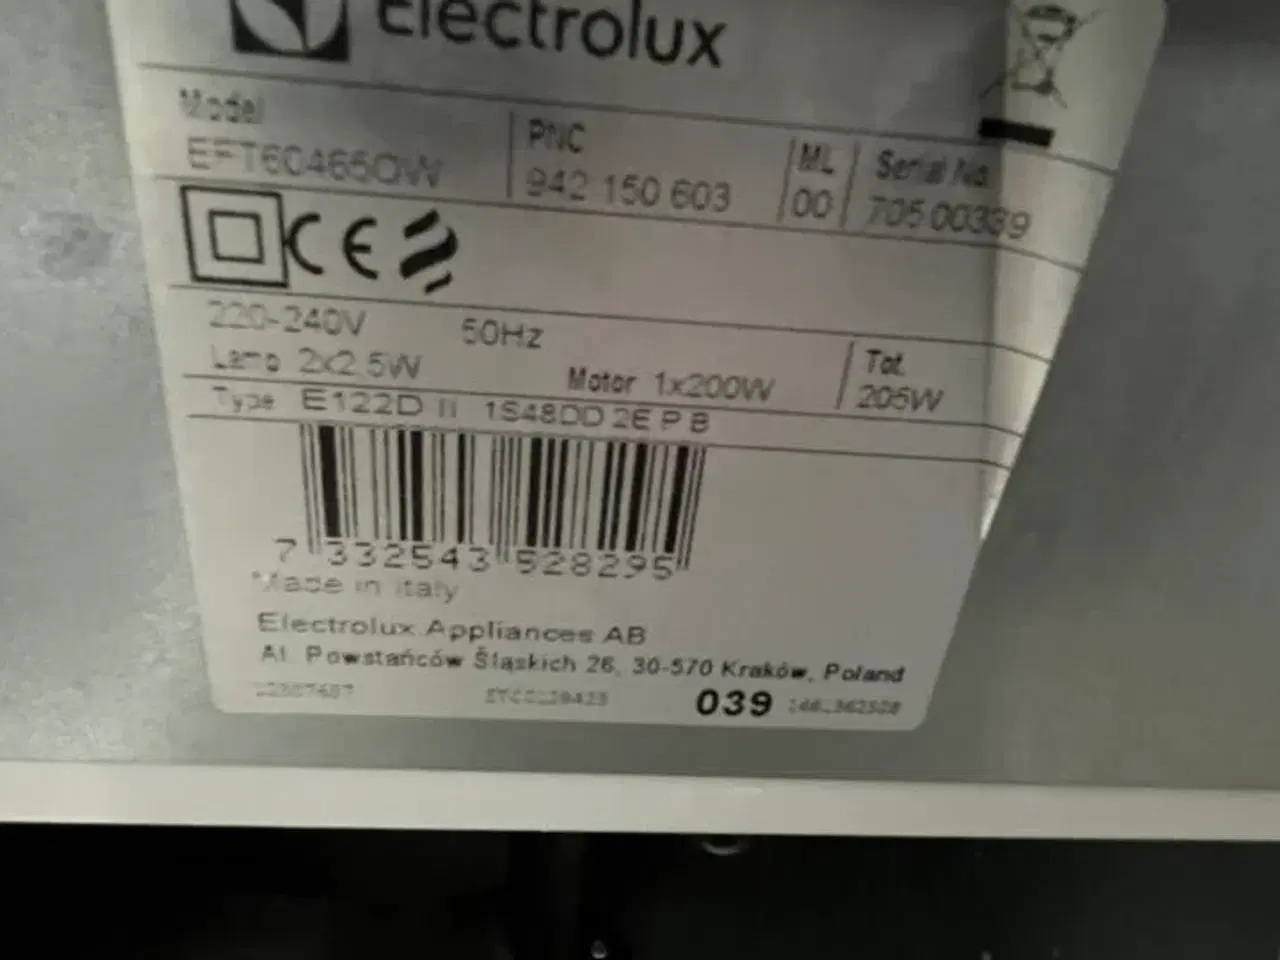 Electrolux
Model
EFT60465OW
PNC
942 150 603
ML
00
Serial No.
705 00339
CE
220-240V 50Hz
Lamp 2x2.5W Motor 1x200W
Tot.
205W
Type E122D II 1S48DD 2E P B
7 332543 528295
Made in Italy
Electrolux Appliances AB
Al. Powstańców Śląskich 26, 30-570 Kraków, Poland
039